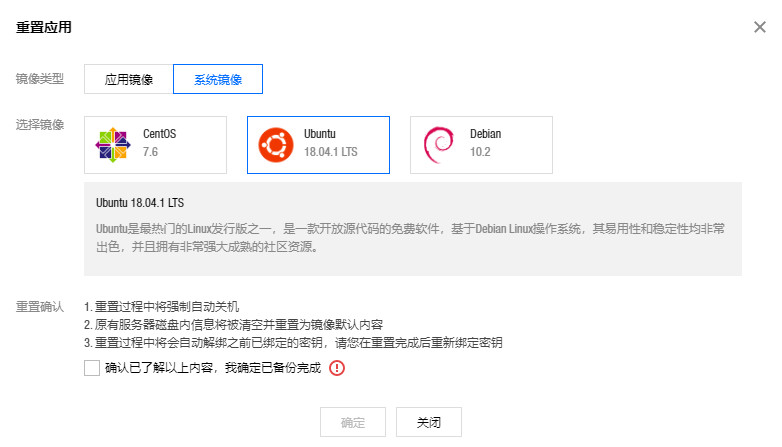 重置应用
镜像类型 应用镜像 系统镜像
选择镜像 CentOS Ubuntu Debian
7.6 18.04.1 LTS 10.2
Ubuntu 18.04.1 LTS
Ubuntu是最热门的Linux发行版之一，是一款开放源代码的免费软件，基于Debian Linux操作系统，其易用性和稳定性均非常
出色，并且拥有非常强大成熟的社区资源。
重置确认 1. 重置过程中将强制自动关机
2. 原有服务器磁盘内信息将被清空并重置为镜像默认内容
3. 重置过程中将会自动解绑之前已绑定的密钥，请您在重置完成后重新绑定密钥
确认已了解以上内容，我确定已备份完成
确定 关闭